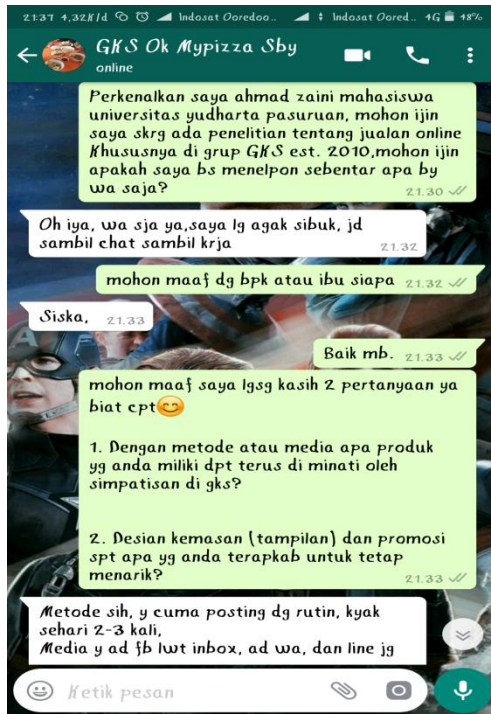 21:37 4,32K/d Indosat Ooredoo.. Indosat Oored.. 4G 48%
GKS Ok Mypizza Sby
online
Perkenalkan saya ahmad zaini mahasiswa
universitas yudharta pasuruan, mohon ijin
saya skrg ada penelitian tentang jualan online
Khususnya di grup GKS est. 2010,mohon ijin
apakah saya bs menelpon sebentar apa by
wa saja?
21.30
Oh iya, wa sja ya,saya lg agak sibuk, jd
sambil chat sambil krja
21.32
mohon maaf dg bpk atau ibu siapa 21.32
Siska, 21.33
Baik mb. 21.33
mohon maaf saya lgsg kasih 2 pertanyaan ya
biat cpt😊
1. Dengan metode atau media apa produk
yg anda miliki dpt terus di minati oleh
simpatisan di gks?
2. Desian kemasan (tampilan) dan promosi
spt apa yg anda terapkab untuk tetap
menarik?
21.33
Metode sih, y cuma posting dg rutin, kyak
sehari 2-3 kali,
Media y ad fb lwt inbox, ad wa, dan line jg
Ketik pesan